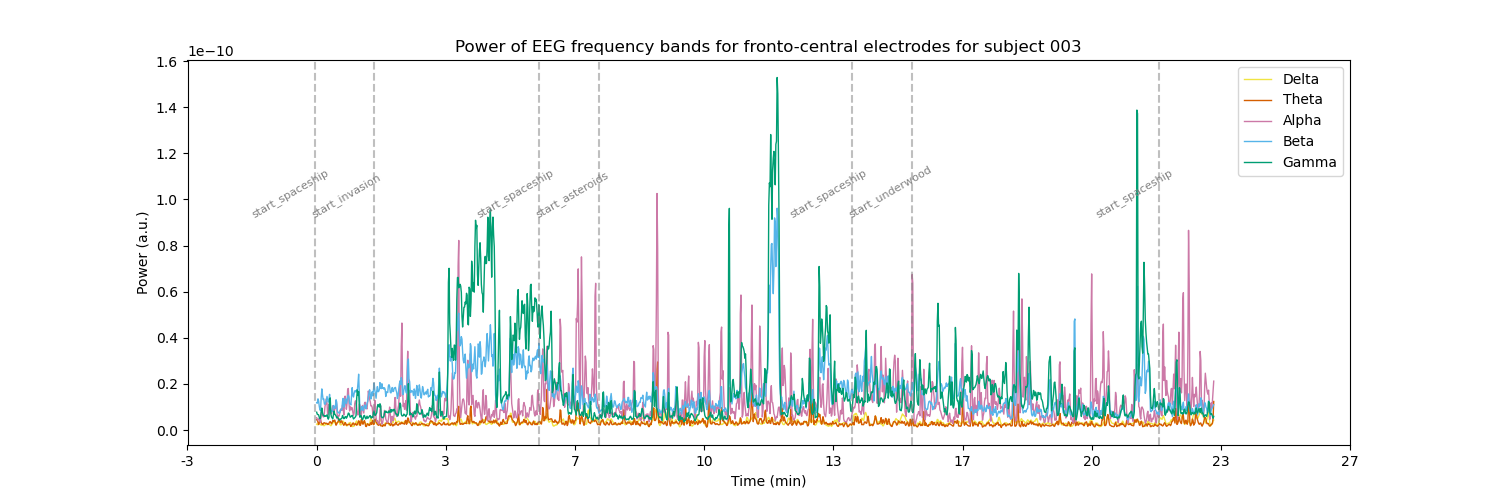 Power of EEG frequency bands for fronto-central electrodes for subject 003
1e−10
1.6
1.4
1.2
1.0
0.8
0.6
0.4
0.2
0.0
Power (a.u.)
start_spaceship
start_invasion
start_spaceship
start_asteroids
start_spaceship
start_underwood
start_spaceship
Delta
Theta
Alpha
Beta
Gamma
-3 0 3 7 10 13 17 20 23 27
Time (min)